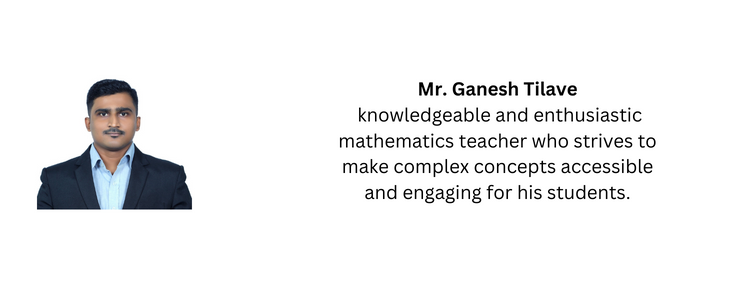 Mr. Ganesh Tilave
knowledgeable and enthusiastic
mathematics teacher who strives to
make complex concepts accessible
and engaging for his students.